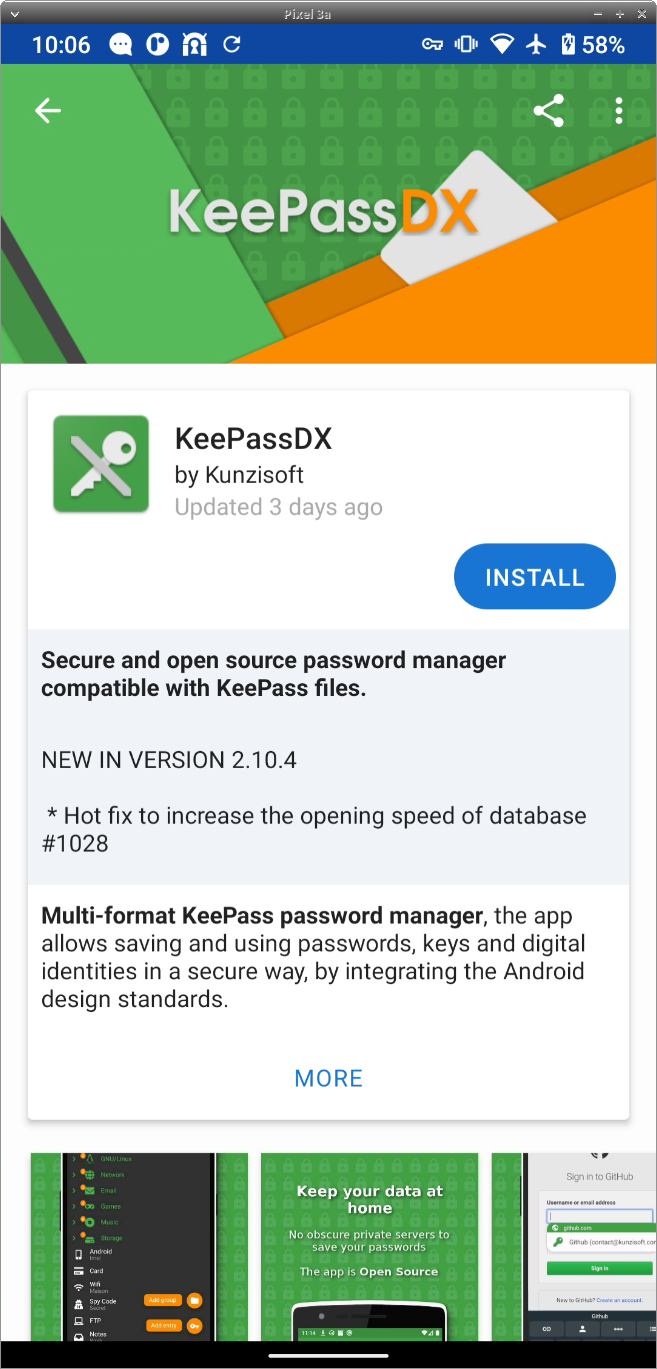 Pixel 3a
10:06
58%
KeePassDX
KeePassDX
by Kunzisoft
Updated 3 days ago
INSTALL
Secure and open source password manager
compatible with KeePass files.
NEW IN VERSION 2.10.4
* Hot fix to increase the opening speed of database
#1028
Multi-format KeePass password manager, the app
allows saving and using passwords, keys and digital
identities in a secure way, by integrating the Android
design standards.
MORE
GNU/Linux
Network
Email
Games
Music
Storage
Android
Imei
Card
Wifi
Maison
Spy Code
Secret
FTP
Notes
Add group
Add entry
Keep your data at
home
No obscure private servers to
save your passwords
The app is Open Source
11:14
Sign in to GitHub
Username or email address
github.com
Github (contact@kunzisoft.com
Sign in
New to GitHub? Create an account.
Github